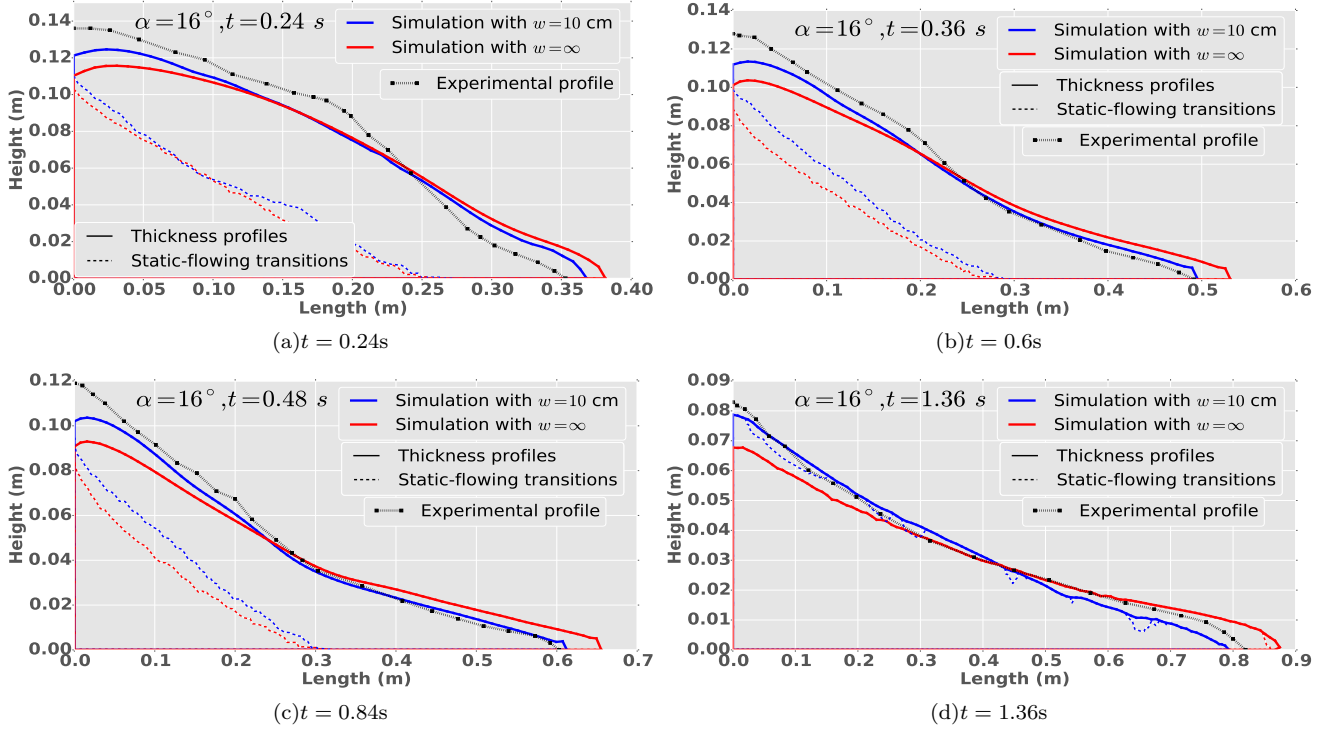 α=16°,t=0.24 s
Simulation with w=10 cm
Simulation with w=∞
Experimental profile
Thickness profiles
Static-flowing transitions
Height (m)
0.14
0.12
0.10
0.08
0.06
0.04
0.02
0.00
0.00 0.05 0.10 0.15 0.20 0.25 0.30 0.35 0.40
Length (m)
(a)t = 0.24s
α=16°,t=0.36 s
Simulation with w=10 cm
Simulation with w=∞
Thickness profiles
Static-flowing transitions
Experimental profile
Height (m)
0.14
0.12
0.10
0.08
0.06
0.04
0.02
0.00
0.0 0.1 0.2 0.3 0.4 0.5 0.6
Length (m)
(b)t = 0.6s
α=16°,t=0.48 s
Simulation with w=10 cm
Simulation with w=∞
Thickness profiles
Static-flowing transitions
Experimental profile
Height (m)
0.12
0.10
0.08
0.06
0.04
0.02
0.00
0.0 0.1 0.2 0.3 0.4 0.5 0.6 0.7
Length (m)
(c)t = 0.84s
α=16°,t=1.36 s
Simulation with w=10 cm
Simulation with w=∞
Thickness profiles
Static-flowing transitions
Experimental profile
Height (m)
0.09
0.08
0.07
0.06
0.05
0.04
0.03
0.02
0.01
0.00
0.0 0.1 0.2 0.3 0.4 0.5 0.6 0.7 0.8 0.9
Length (m)
(d)t = 1.36s